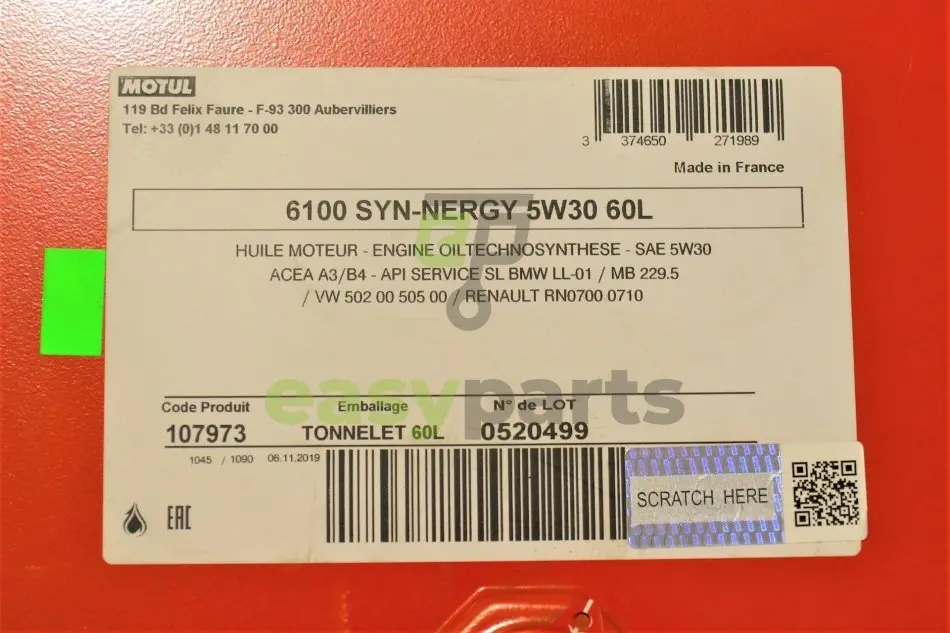 MOTUL
119 Bd Felix Faure - F-93 300 Aubervilliers
Tel: +33 (0)1 48 11 70 00
3 374650 271989
Made in France
6100 SYN-NERGY 5W30 60L
HUILE MOTEUR - ENGINE OILTECHNOSYNTHESE - SAE 5W30
ACEA A3/B4 - API SERVICE SL BMW LL-01 / MB 229.5
/ VW 502 00 505 00 / RENAULT RN0700 0710
easyparts
Code Produit Emballage N° de LOT
107973 TONNELET 60L 0520499
1045 / 1090 06.11.2019
SCRATCH HERE
EAC